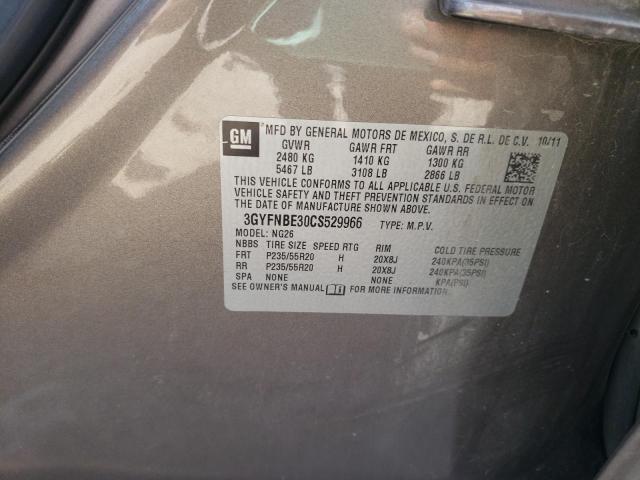 GM MFD BY GENERAL MOTORS DE MEXICO, S. DE R.L. DE C.V. 10/11
GVWR GAWR FRT GAWR RR
2480 KG 1410 KG 1300 KG
5467 LB 3108 LB 2866 LB
THIS VEHICLE CONFORMS TO ALL APPLICABLE U.S. FEDERAL MOTOR
VEHICLE SAFETY AND THEFT PREVENTION STANDARDS IN EFFECT ON
THE DATE OF MANUFACTURE SHOWN ABOVE.
3GYFNBE30CS529966 TYPE: M.P.V.
MODEL: NG26
NBBS TIRE SIZE SPEED RTG RIM COLD TIRE PRESSURE
FRT P235/55R20 H 20X8J 240KPA(35PSI)
RR P235/55R20 H 20X8J 240KPA(35PSI)
SPA NONE NONE KPA(PSI)
SEE OWNER'S MANUAL FOR MORE INFORMATION.